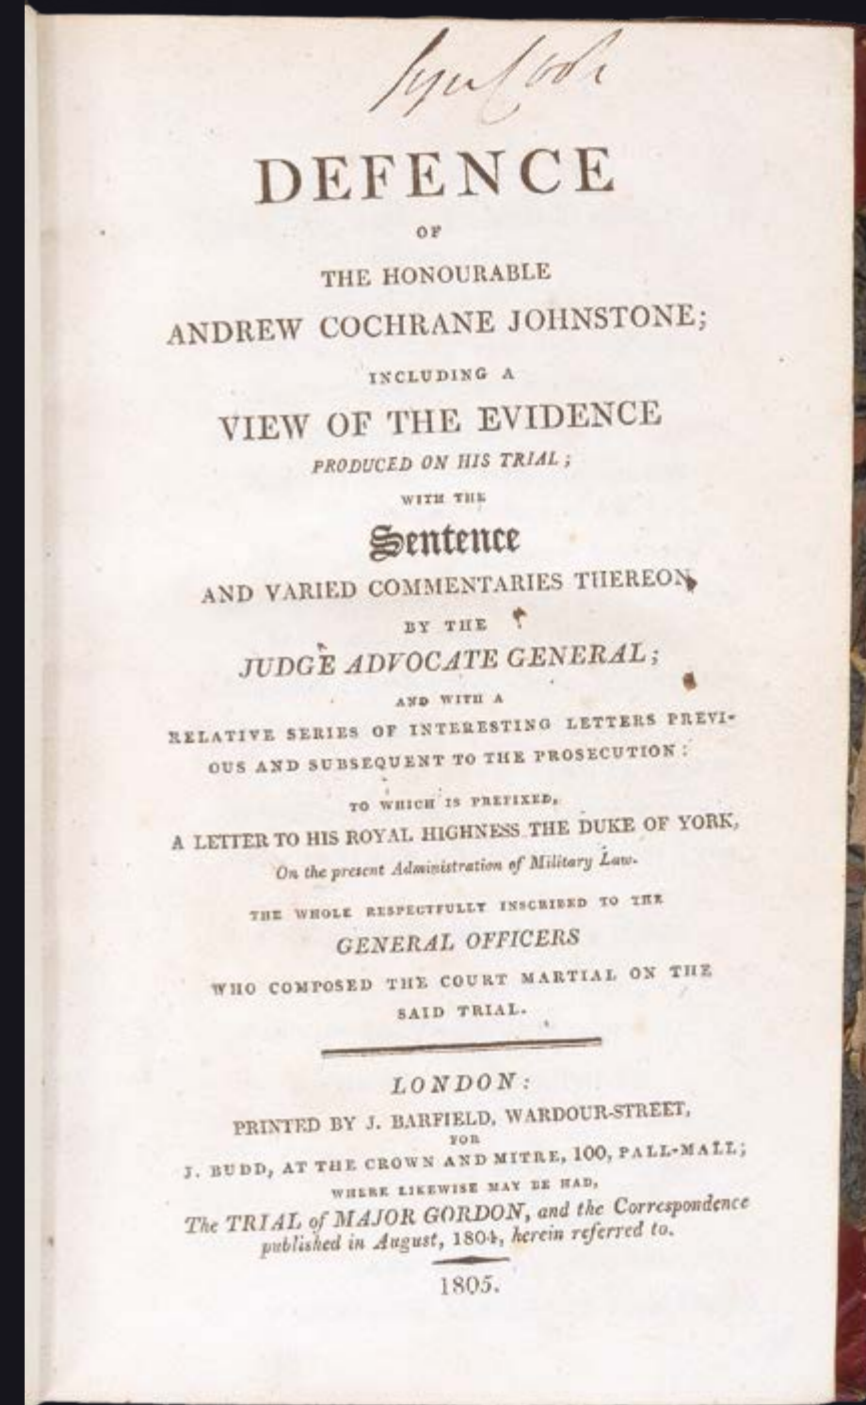 DEFENCE
OF
THE HONOURABLE
ANDREW COCHRANE JOHNSTONE;
INCLUDING A
VIEW OF THE EVIDENCE
PRODUCED ON HIS TRIAL;
WITH THE
Sentence
AND VARIED COMMENTARIES THEREON,
BY THE
JUDGE ADVOCATE GENERAL;
AND WITH A
RELATIVE SERIES OF INTERESTING LETTERS PREVI-
OUS AND SUBSEQUENT TO THE PROSECUTION:
TO WHICH IS PREFIXED,
A LETTER TO HIS ROYAL HIGHNESS THE DUKE OF YORK,
On the present Administration of Military Law.
THE WHOLE RESPECTFULLY INSCRIBED TO THE
GENERAL OFFICERS
WHO COMPOSED THE COURT MARTIAL ON THE
SAID TRIAL.
LONDON:
PRINTED BY J. BARFIELD, WARDOUR-STREET,
FOR
J. BUDD, AT THE CROWN AND MITRE, 100, PALL-MALL;
WHERE LIKEWISE MAY BE HAD,
The TRIAL of MAJOR GORDON, and the Correspondence
published in August, 1804, herein referred to.
1805.